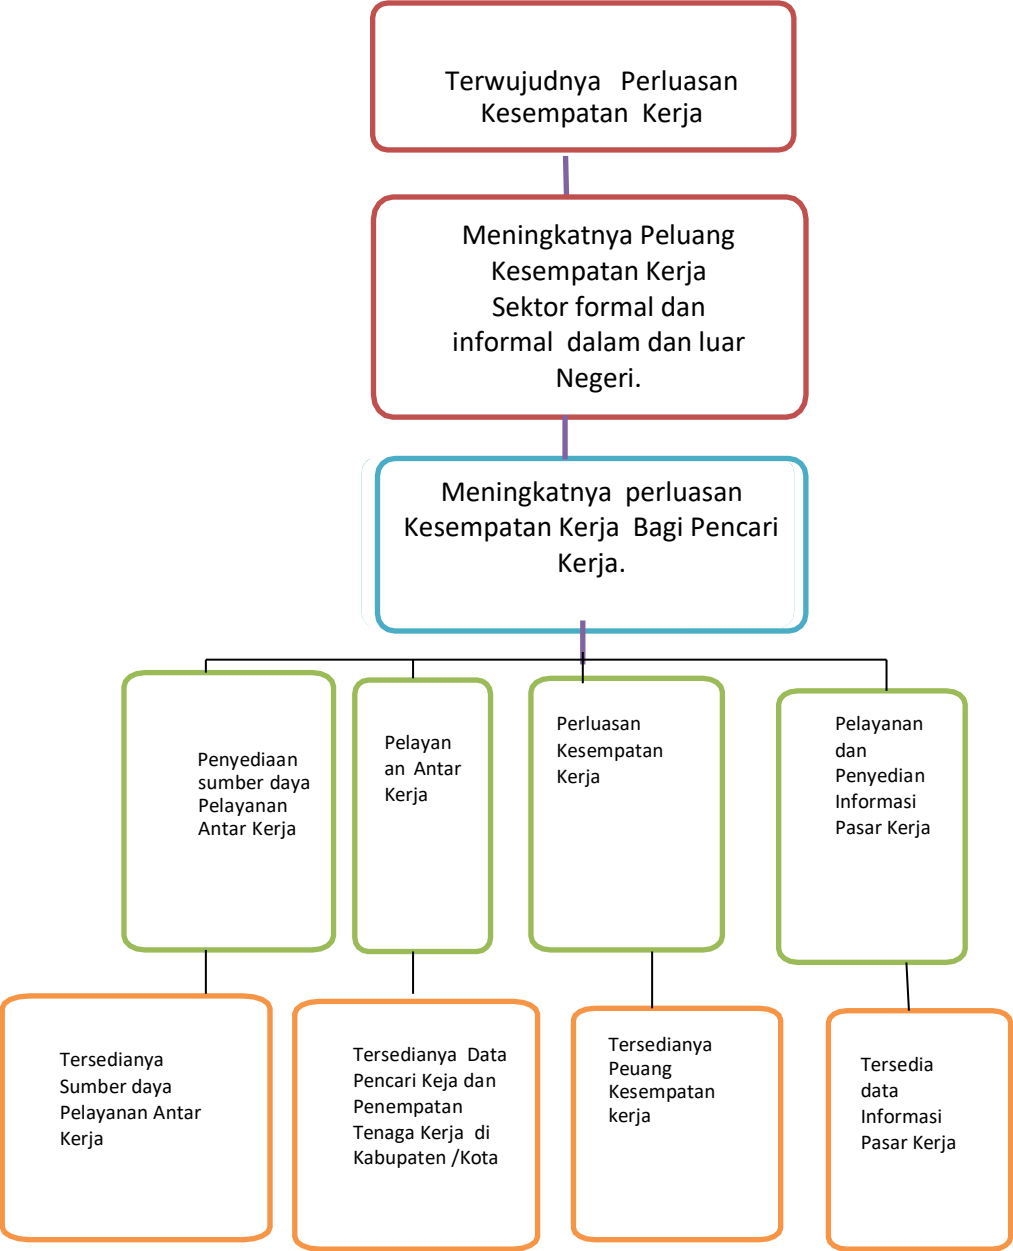 Terwujudnya Perluasan
Kesempatan Kerja
Meningkatnya Peluang
Kesempatan Kerja
Sektor formal dan
informal dalam dan luar
Negeri.
Meningkatnya perluasan
Kesempatan Kerja Bagi Pencari
Kerja.
Penyediaan
sumber daya
Pelayanan
Antar Kerja
Pelayan
an Antar
Kerja
Perluasan
Kesempatan
Kerja
Pelayanan
dan
Penyedian
Informasi
Pasar Kerja
Tersedianya
Sumber daya
Pelayanan Antar
Kerja
Tersedianya Data
Pencari Keja dan
Penempatan
Tenaga Kerja di
Kabupaten /Kota
Tersedianya
Peuang
Kesempatan
kerja
Tersedia
data
Informasi
Pasar Kerja